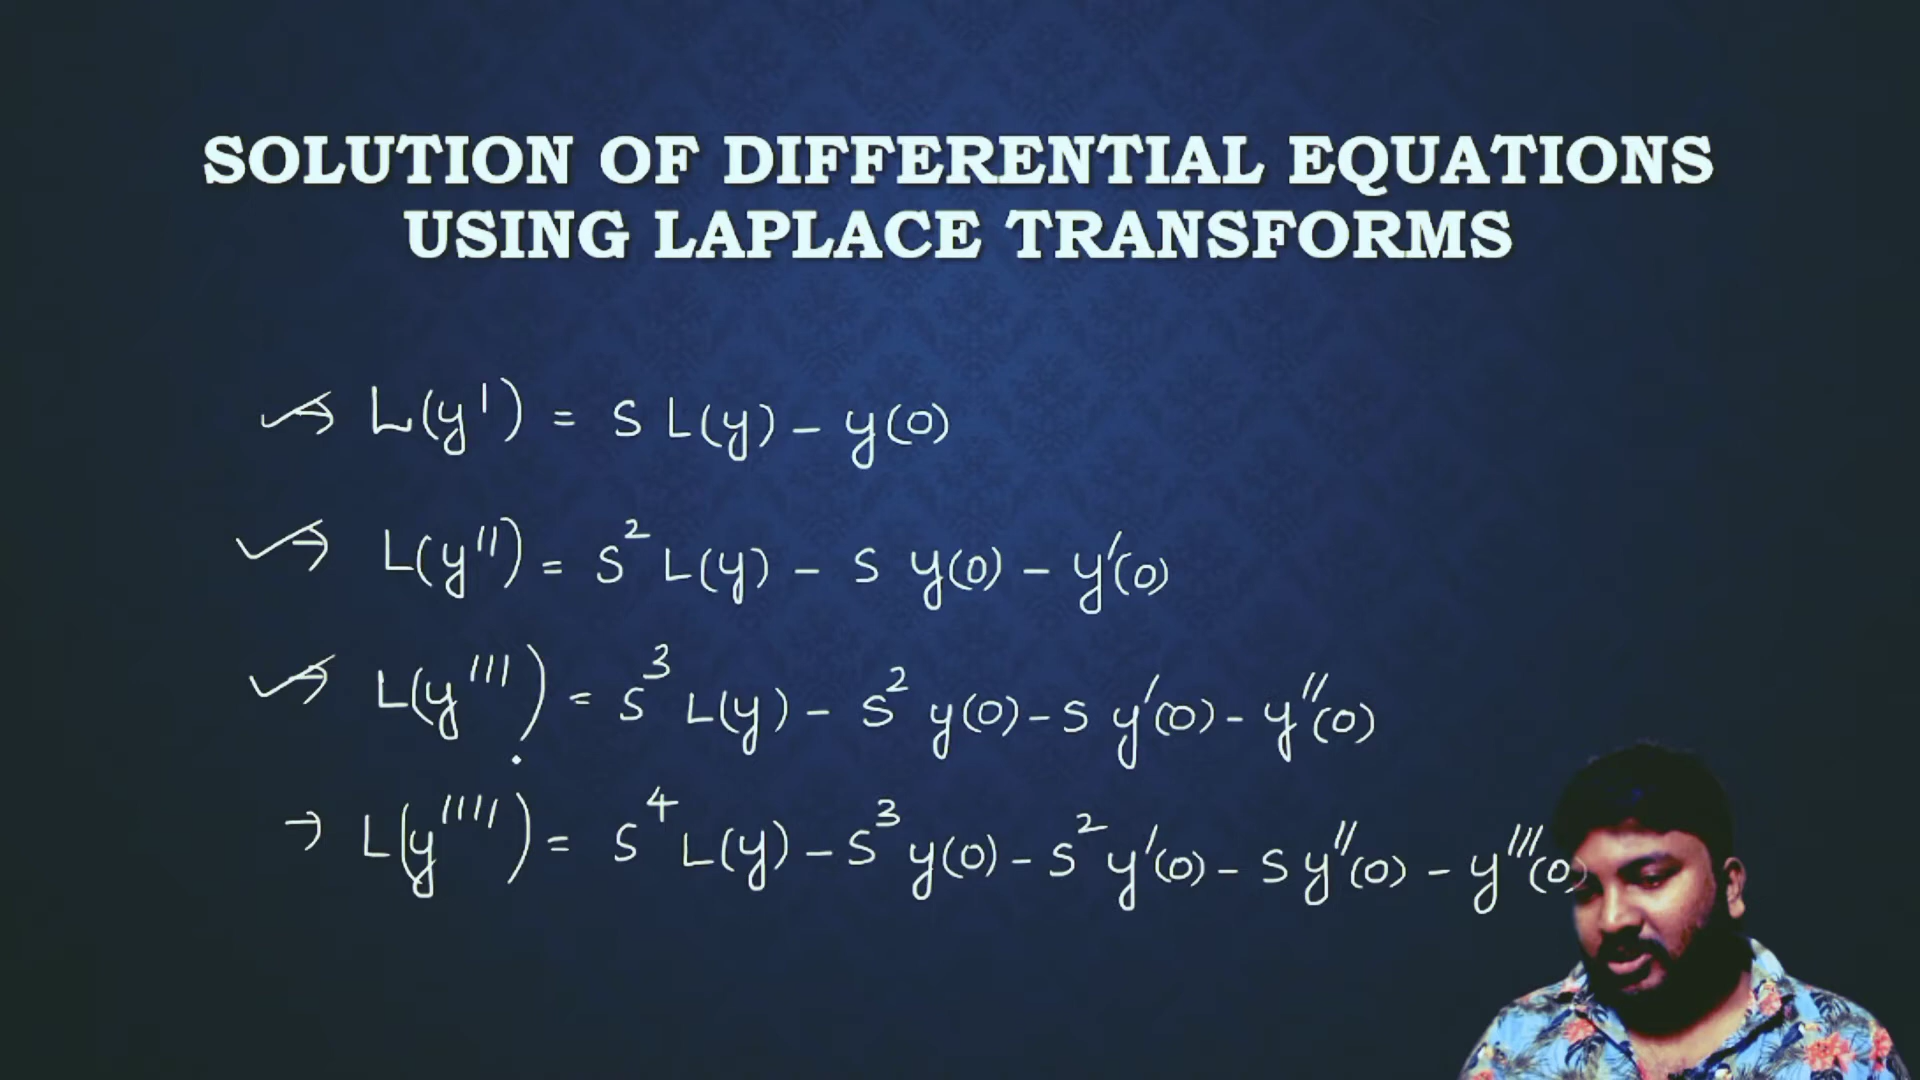 SOLUTION OF DIFFERENTIAL EQUATIONS
USING LAPLACE TRANSFORMS
→ L(y') = S L(y) - y(0)
→ L(y'') = S² L(y) - S y(0) - y'(0)
→ L(y''') = S³ L(y) - S² y(0) - S y'(0) - y''(0)
→ L(y'''') = S⁴ L(y) - S³ y(0) - S² y'(0) - S y''(0) - y'''(0)